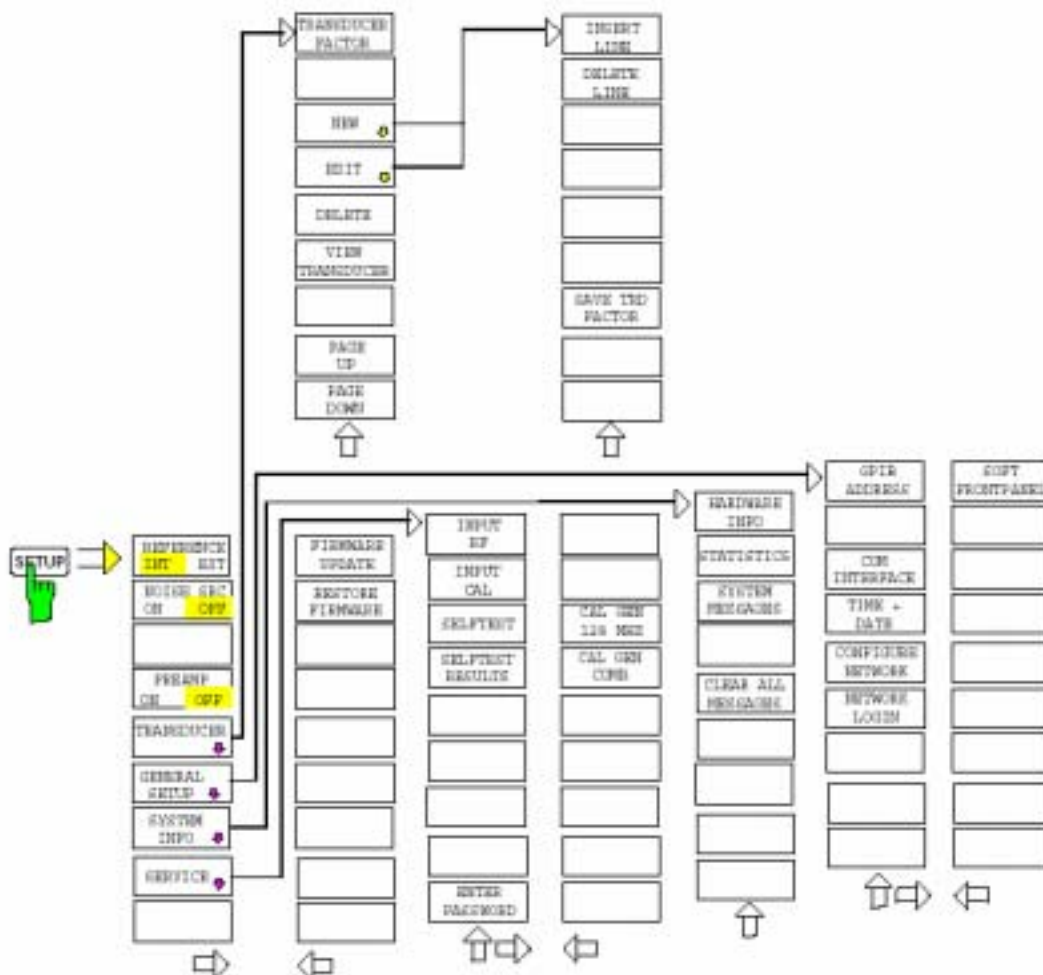 TRANSDUCER
FACTOR
NEW
EDIT
DELETE
VIEW
TRANSDUCER
PAGE
UP
PAGE
DOWN
INSERT
LINE
DELETE
LINE
SAVE TRD
FACTOR
SETUP
REFERENCE
INT EXT
NOISE SRC
ON OFF
PREAMP
ON OFF
TRANSDUCER
GENERAL
SETUP
SYSTEM
INFO
SERVICE
FIRMWARE
UPDATE
RESTORE
FIRMWARE
INPUT
RF
INPUT
CAL
SELFTEST
SELFTEST
RESULTS
ENTER
PASSWORD
CAL GEN
128 MHZ
CAL GEN
COMB
HARDWARE
INFO
STATISTICS
SYSTEM
MESSAGES
CLEAR ALL
MESSAGES
GPIB
ADDRESS
COM
INTERFACE
TIME +
DATE
CONFIGURE
NETWORK
NETWORK
LOGIN
SOFT
FRONTPANEL